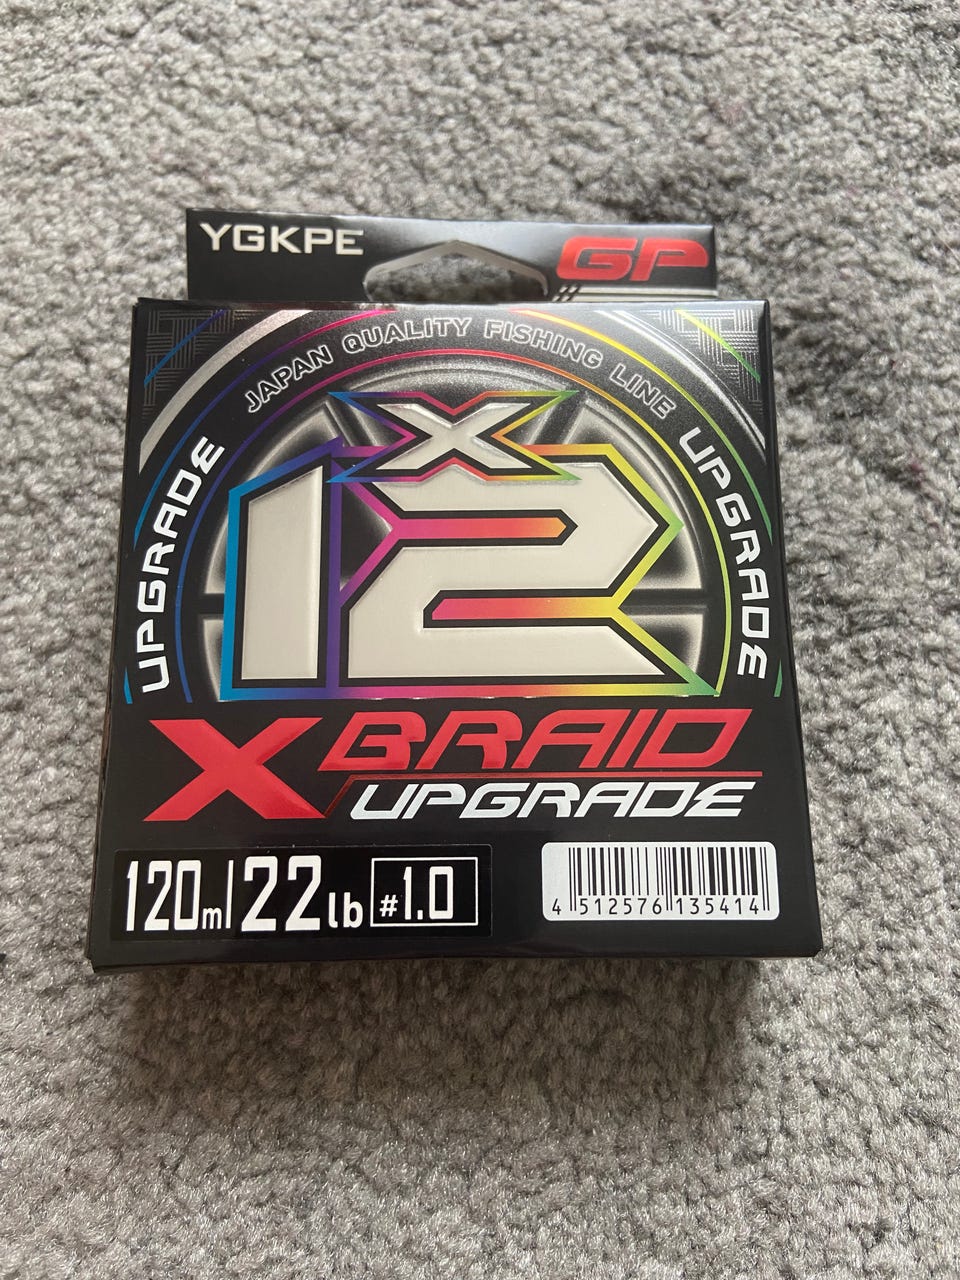 YGKPE GP
JAPAN QUALITY FISHING LINE
UPGRADE
UPGRADE
X
12
X BRAID
UPGRADE
120m 22lb #1.0
4 512576 135414